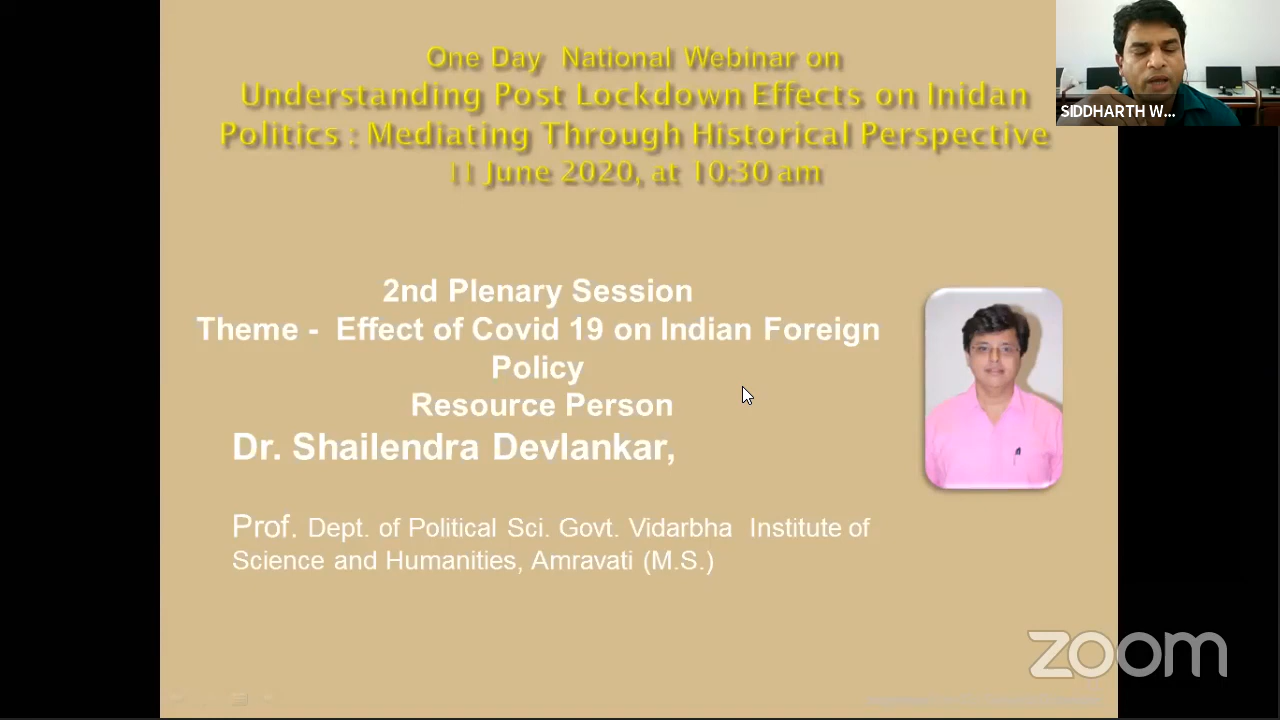 One Day National Webinar on
Understanding Post Lockdown Effects on Inidan
Politics : Mediating Through Historical Perspective
11 June 2020, at 10:30 am
SIDDHARTH W...
2nd Plenary Session
Theme - Effect of Covid 19 on Indian Foreign
Policy
Resource Person
Dr. Shailendra Devlankar,
Prof. Dept. of Political Sci. Govt. Vidarbha Institute of
Science and Humanities, Amravati (M.S.)
zoom